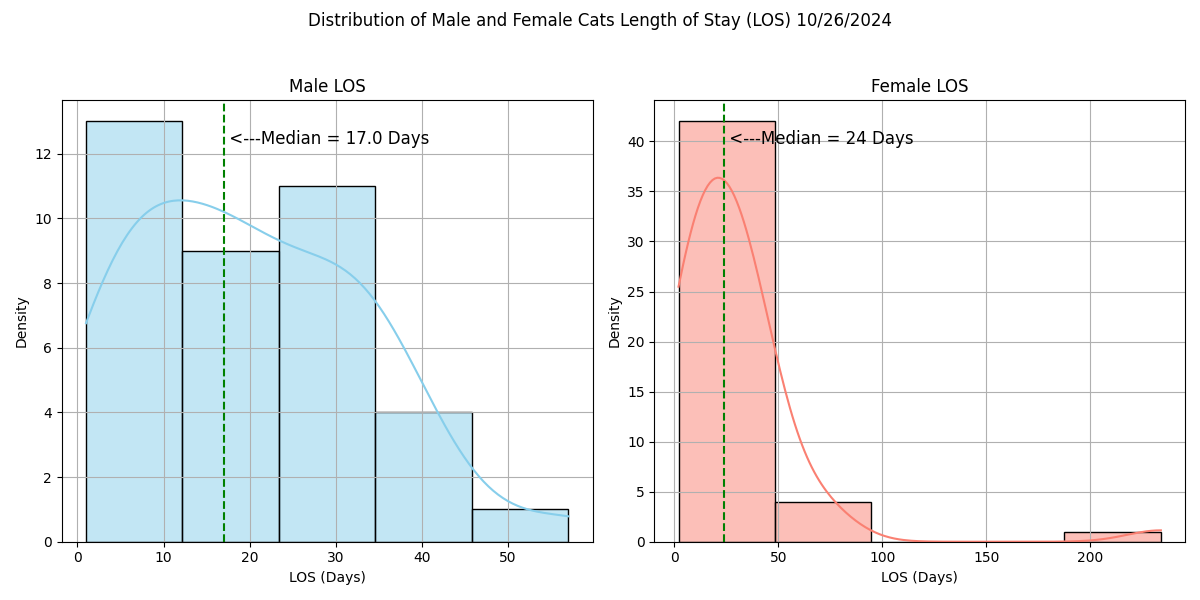 Distribution of Male and Female Cats Length of Stay (LOS) 10/26/2024
Male LOS
<---Median = 17.0 Days
Density
12
10
8
6
4
2
0
0 10 20 30 40 50
LOS (Days)
Female LOS
<---Median = 24 Days
Density
40
35
30
25
20
15
10
5
0
0 50 100 150 200
LOS (Days)